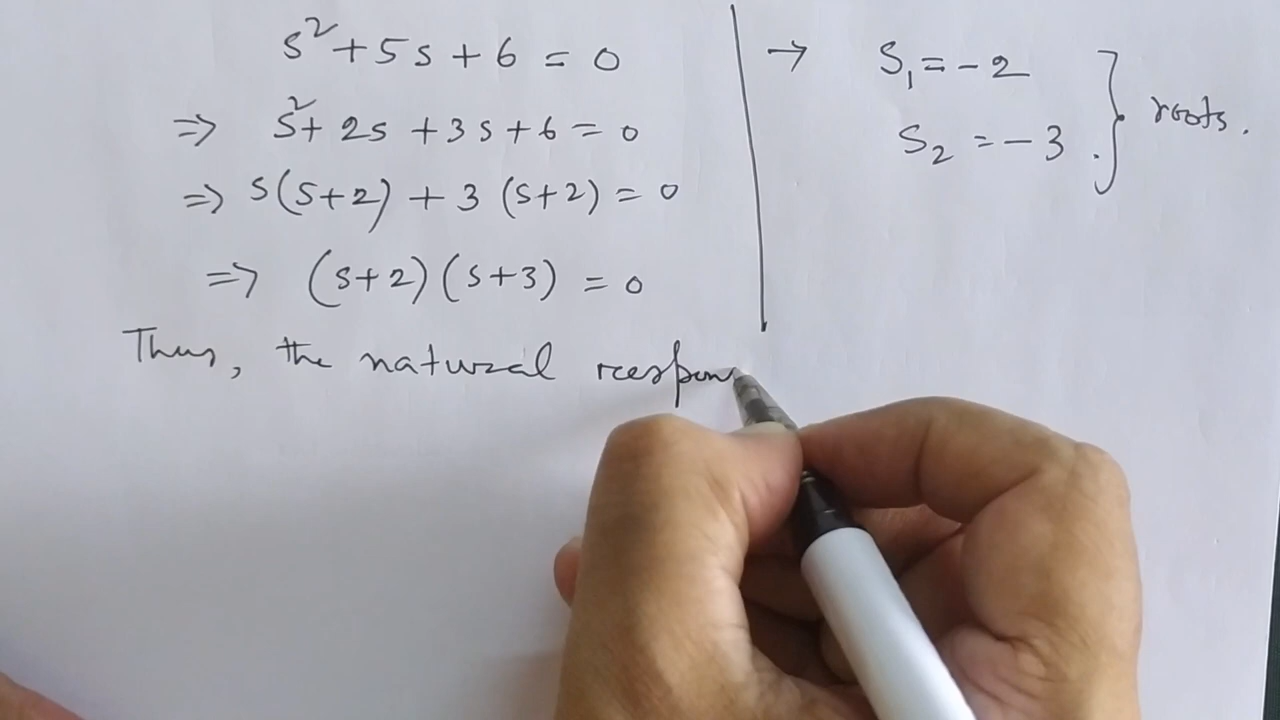 s²+5s+6=0
⇒ s²+2s+3s+6=0
⇒ s(s+2)+3(s+2)=0
⇒ (s+2)(s+3)=0
→ S₁=-2
S₂=-3
} roots.
Thus, the natural respons